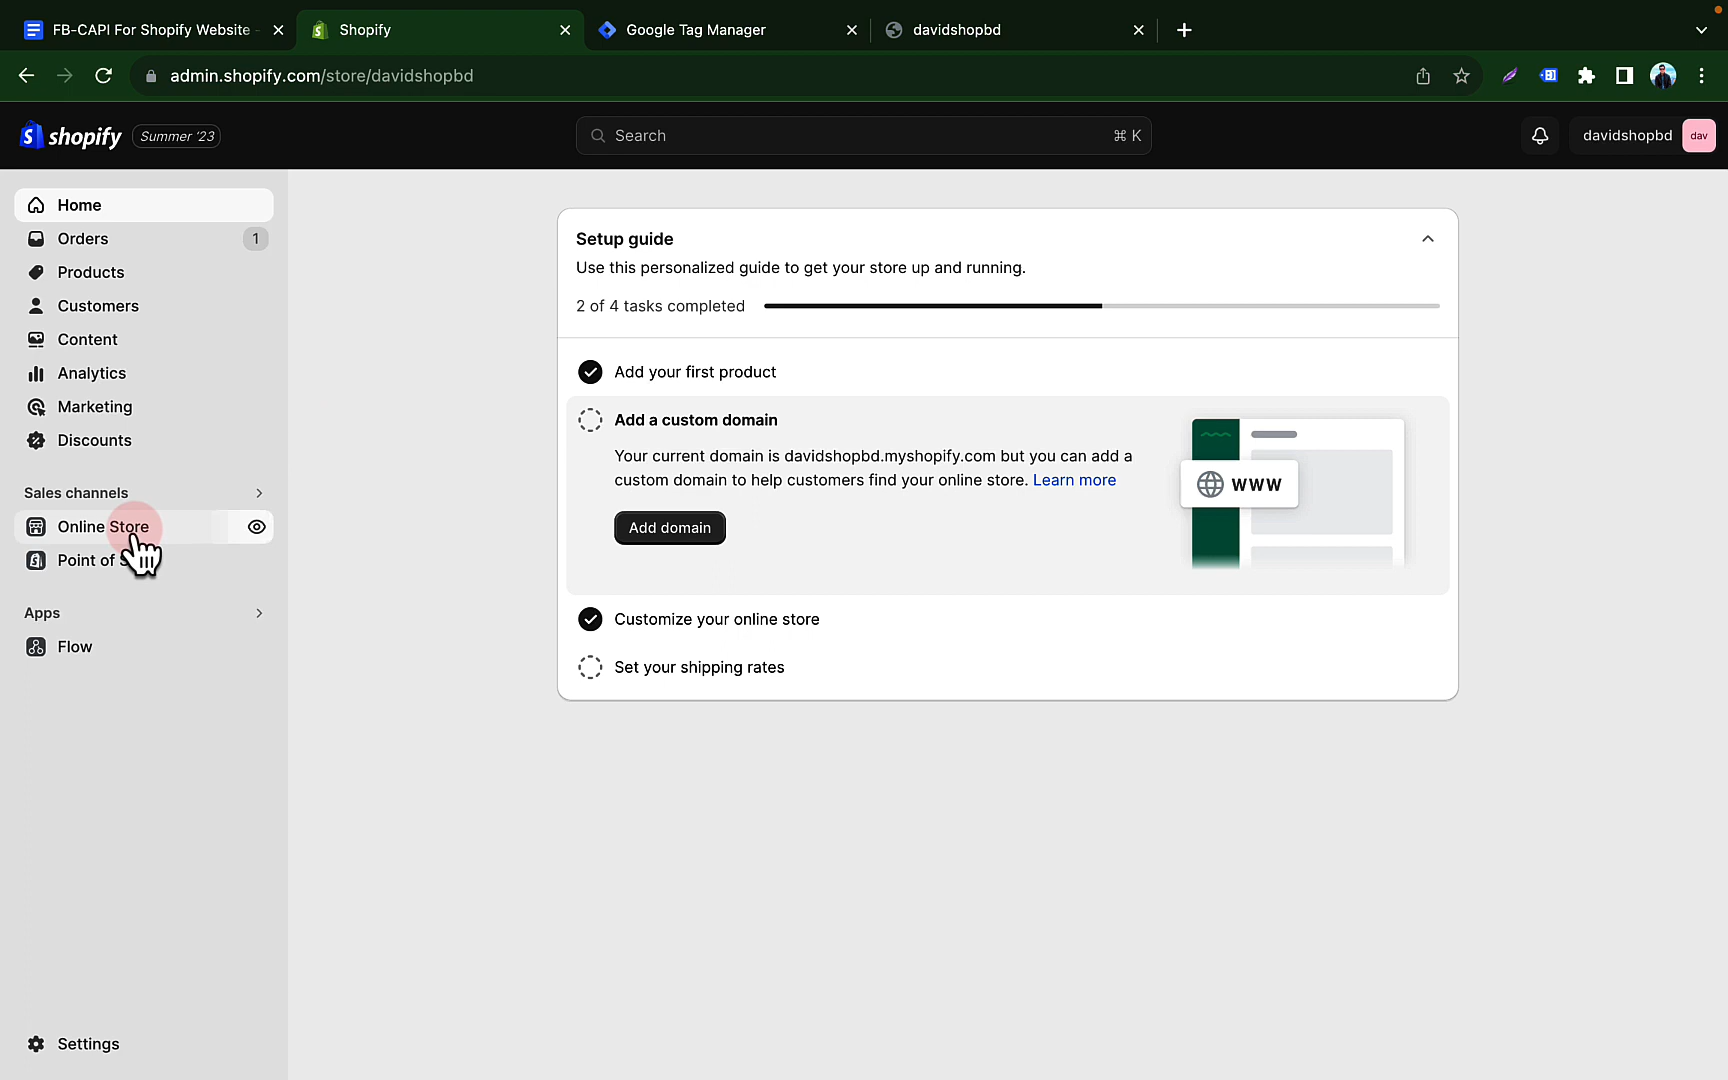 FB-CAPI For Shopify Website -
Shopify
Google Tag Manager
davidshopbd
admin.shopify.com/store/davidshopbd
shopify
Summer '23
Search
⌘ K
davidshopbd
dav
Home
Orders
1
Products
Customers
Content
Analytics
Marketing
Discounts
Sales channels
Online Store
Point of
Apps
Flow
Settings
Setup guide
Use this personalized guide to get your store up and running.
2 of 4 tasks completed
Add your first product
Add a custom domain
Your current domain is davidshopbd.myshopify.com but you can add a
custom domain to help customers find your online store. Learn more
Add domain
www
Customize your online store
Set your shipping rates